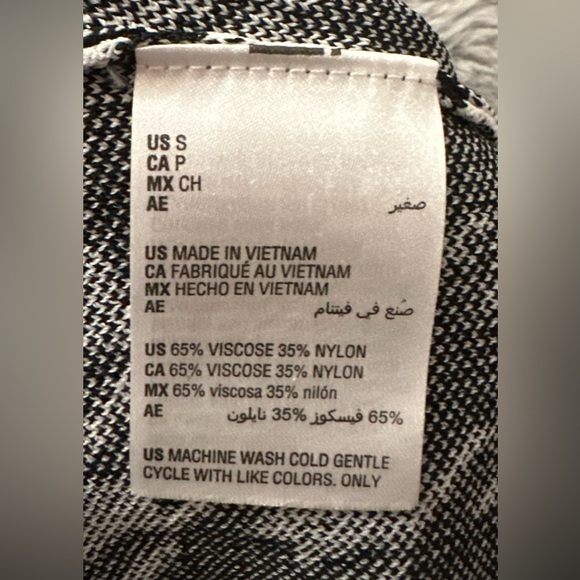 US S
CA P
MX CH
AE صغير
US MADE IN VIETNAM
CA FABRIQUÉ AU VIETNAM
MX HECHO EN VIETNAM
AE صُنع في فيتنام
US 65% VISCOSE 35% NYLON
CA 65% VISCOSE 35% NYLON
MX 65% viscosa 35% nilón
AE 65% فيسكوز 35% نايلون
US MACHINE WASH COLD GENTLE
CYCLE WITH LIKE COLORS. ONLY